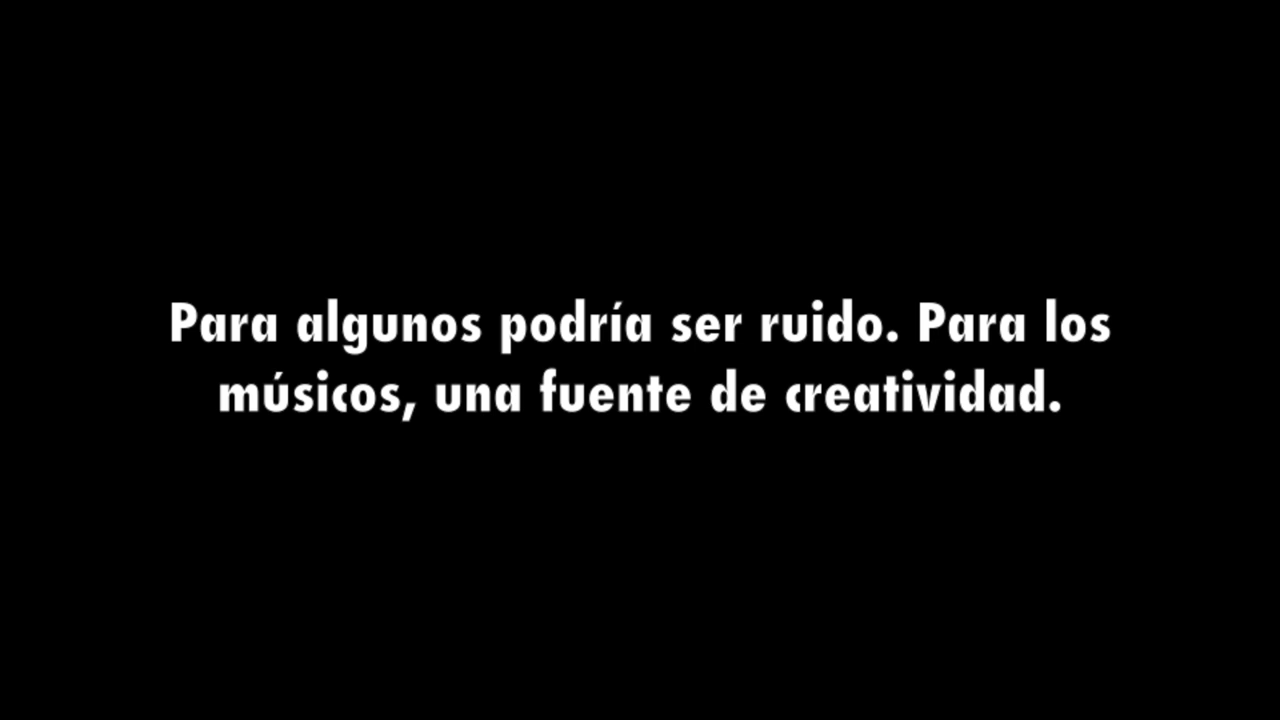 Para algunos podría ser ruido. Para los
músicos, una fuente de creatividad.